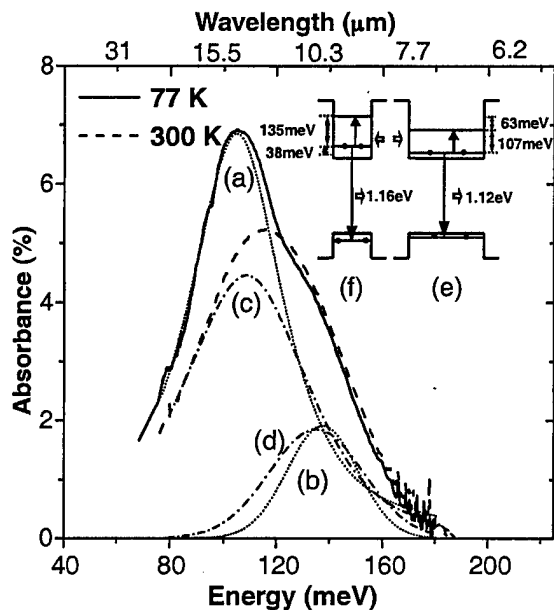 Wavelength (μm)
31 15.5 10.3 7.7 6.2
8
77 K
300 K
135meV
38meV
63meV
107meV
(a)
1.16eV
1.12eV
6
(f) (e)
(c)
Absorbance (%)
4
2
(d)
(b)
0
40 80 120 160 200
Energy (meV)